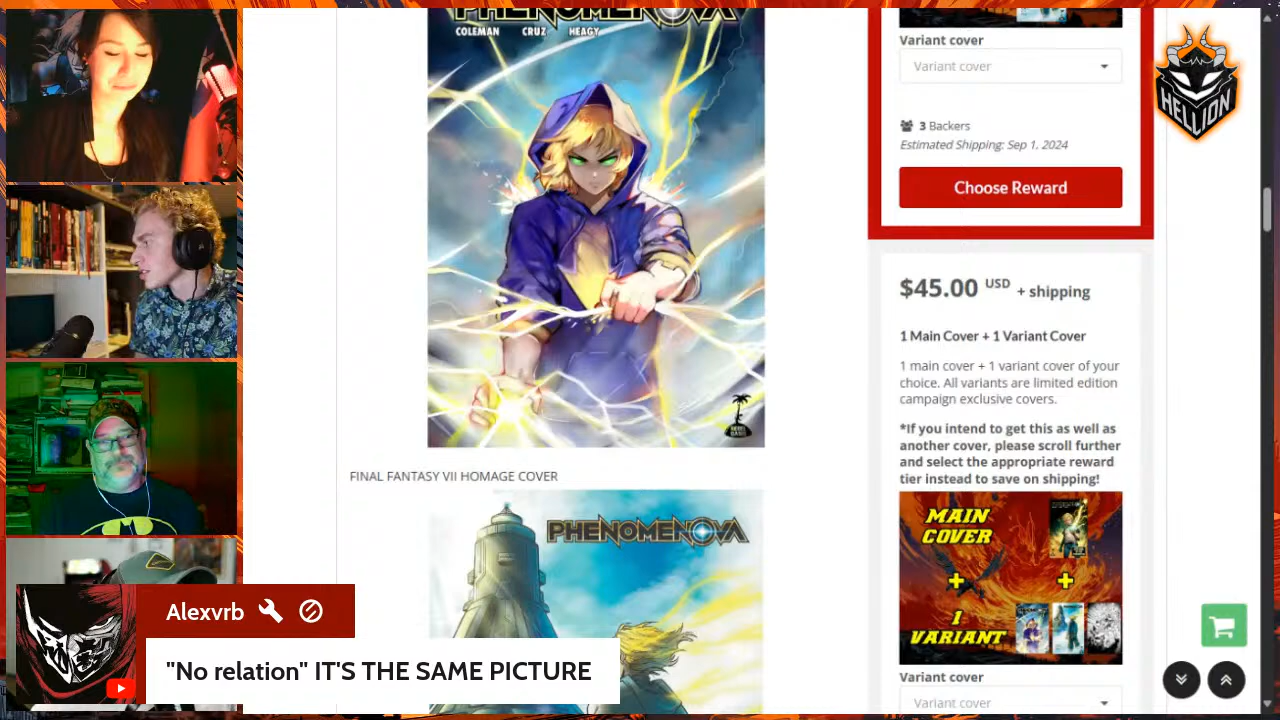 PHENOMENOVA
COLEMAN CRUZ HEAGY
FINAL FANTASY VII HOMAGE COVER
PHENOMENOVA
Variant cover
Variant cover
3 Backers
Estimated Shipping: Sep 1, 2024
Choose Reward
$45.00 USD + shipping
1 Main Cover + 1 Variant Cover
1 main cover + 1 variant cover of your
choice. All variants are limited edition
campaign exclusive covers.
*If you intend to get this as well as
another cover, please scroll further
and select the appropriate reward
tier instead to save on shipping!
MAIN
COVER
+
+
1
VARIANT
Variant cover
Variant cover
HELLION
Alexvrb
"No relation" IT'S THE SAME PICTURE